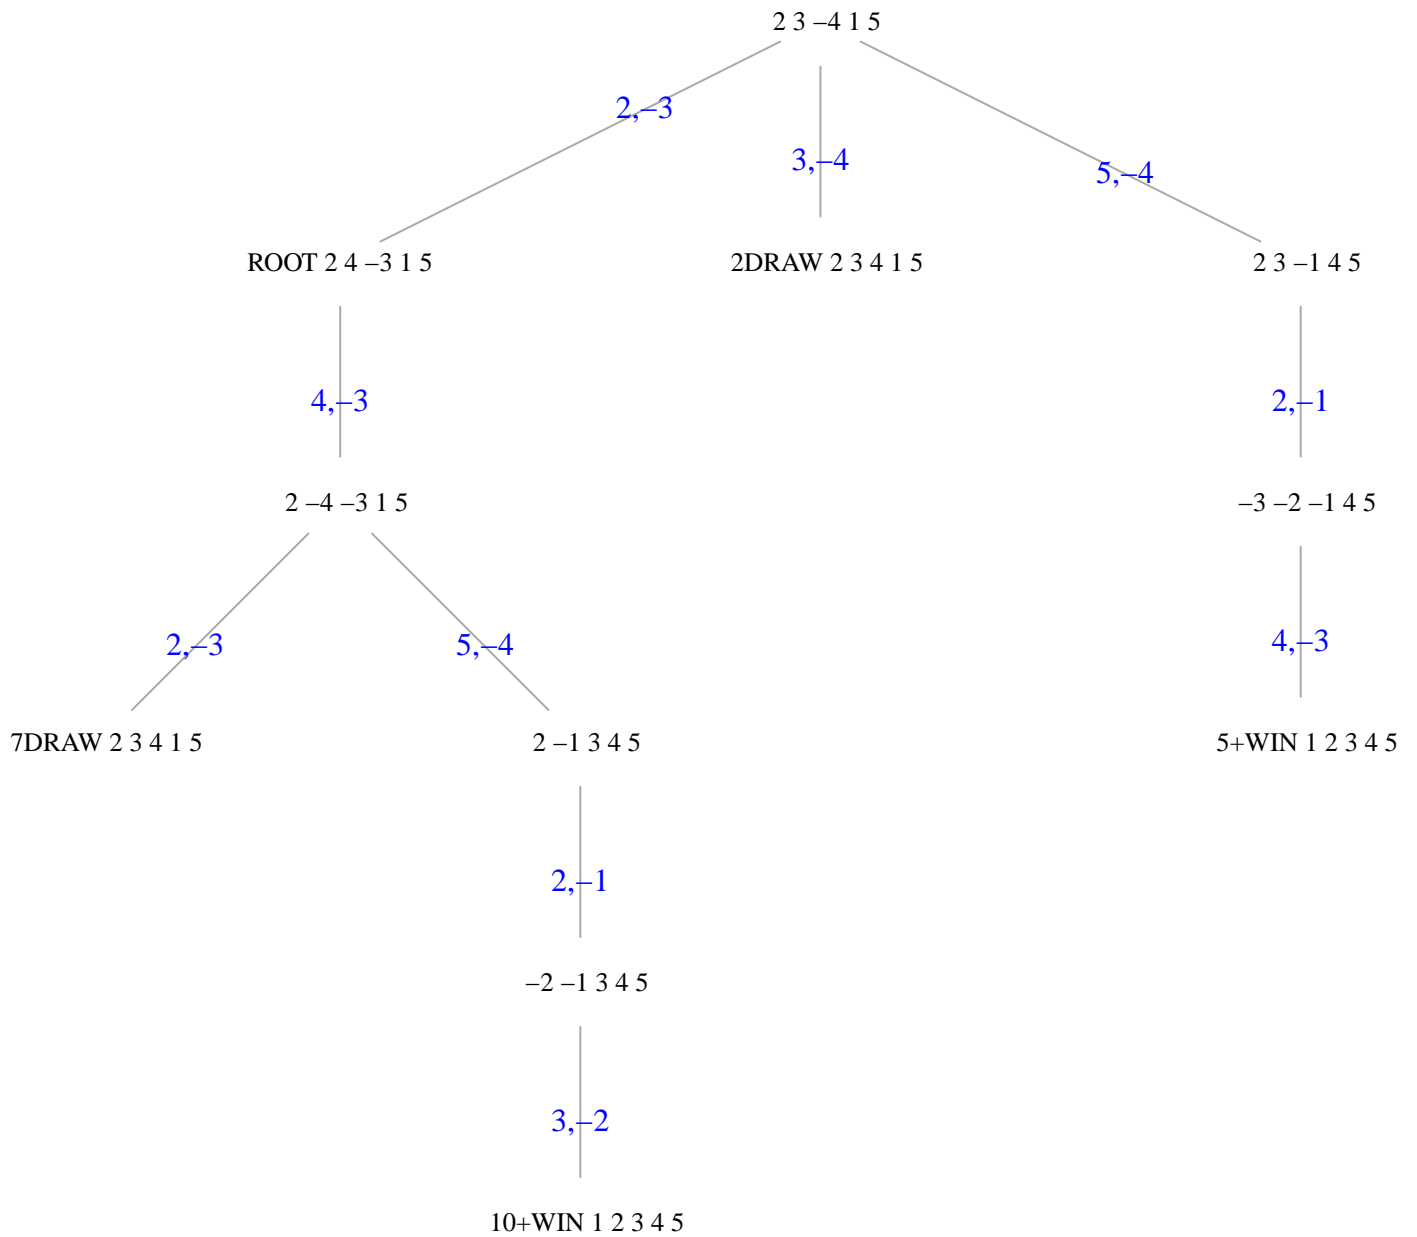 2 3 –4 1 5
2,–3
3,–4
5,–4
ROOT 2 4 –3 1 5
2DRAW 2 3 4 1 5
2 3 –1 4 5
4,–3
2,–1
2 –4 –3 1 5
–3 –2 –1 4 5
2,–3
5,–4
4,–3
7DRAW 2 3 4 1 5
2 –1 3 4 5
5+WIN 1 2 3 4 5
2,–1
–2 –1 3 4 5
3,–2
10+WIN 1 2 3 4 5